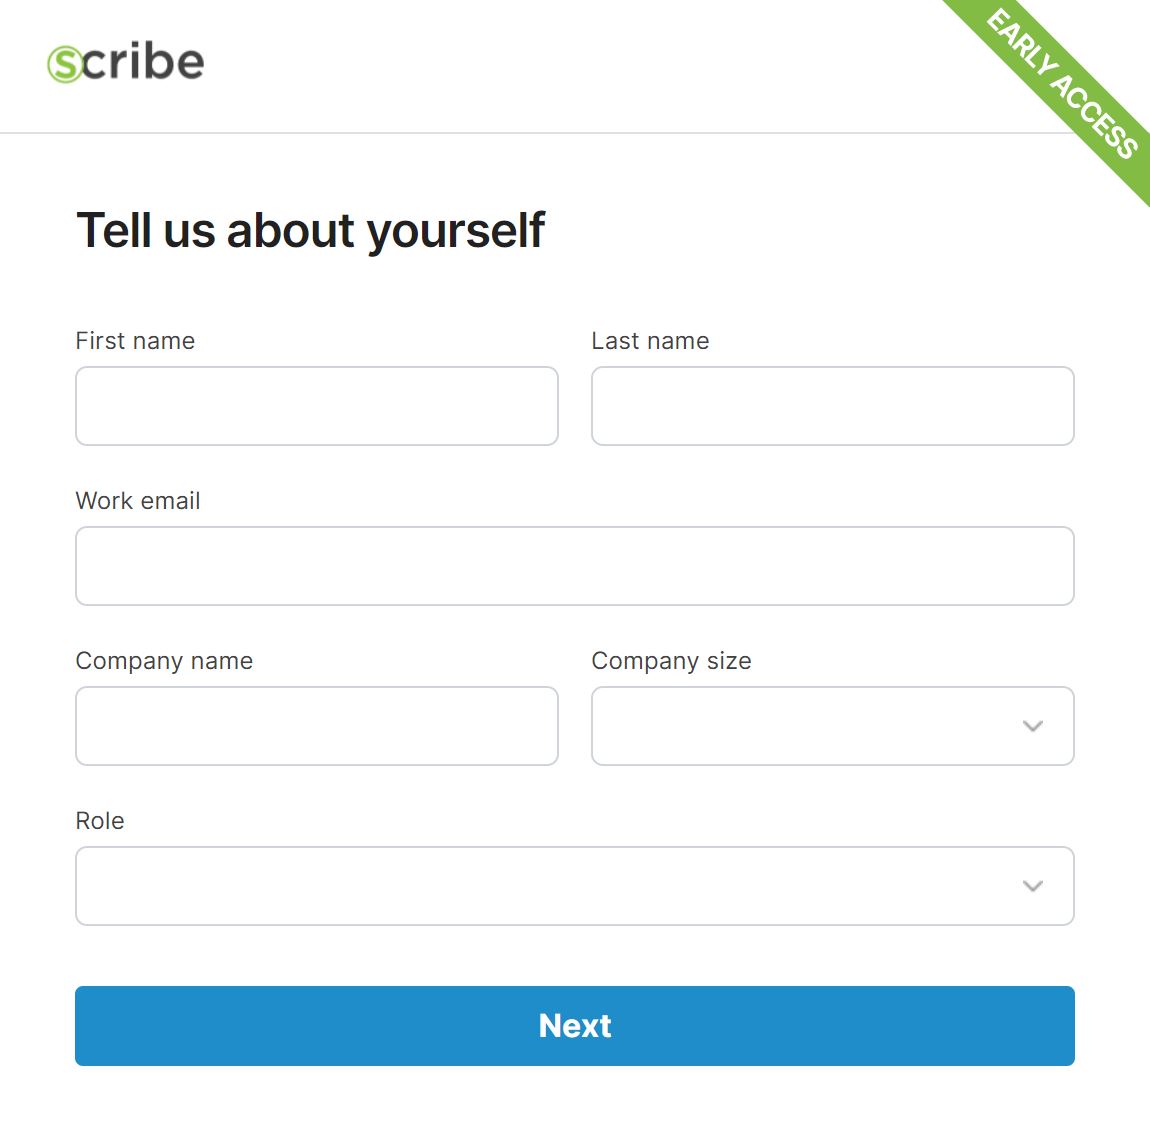 scribe
EARLY ACCESS
Tell us about yourself
First name
Last name
Work email
Company name
Company size
Role
Next